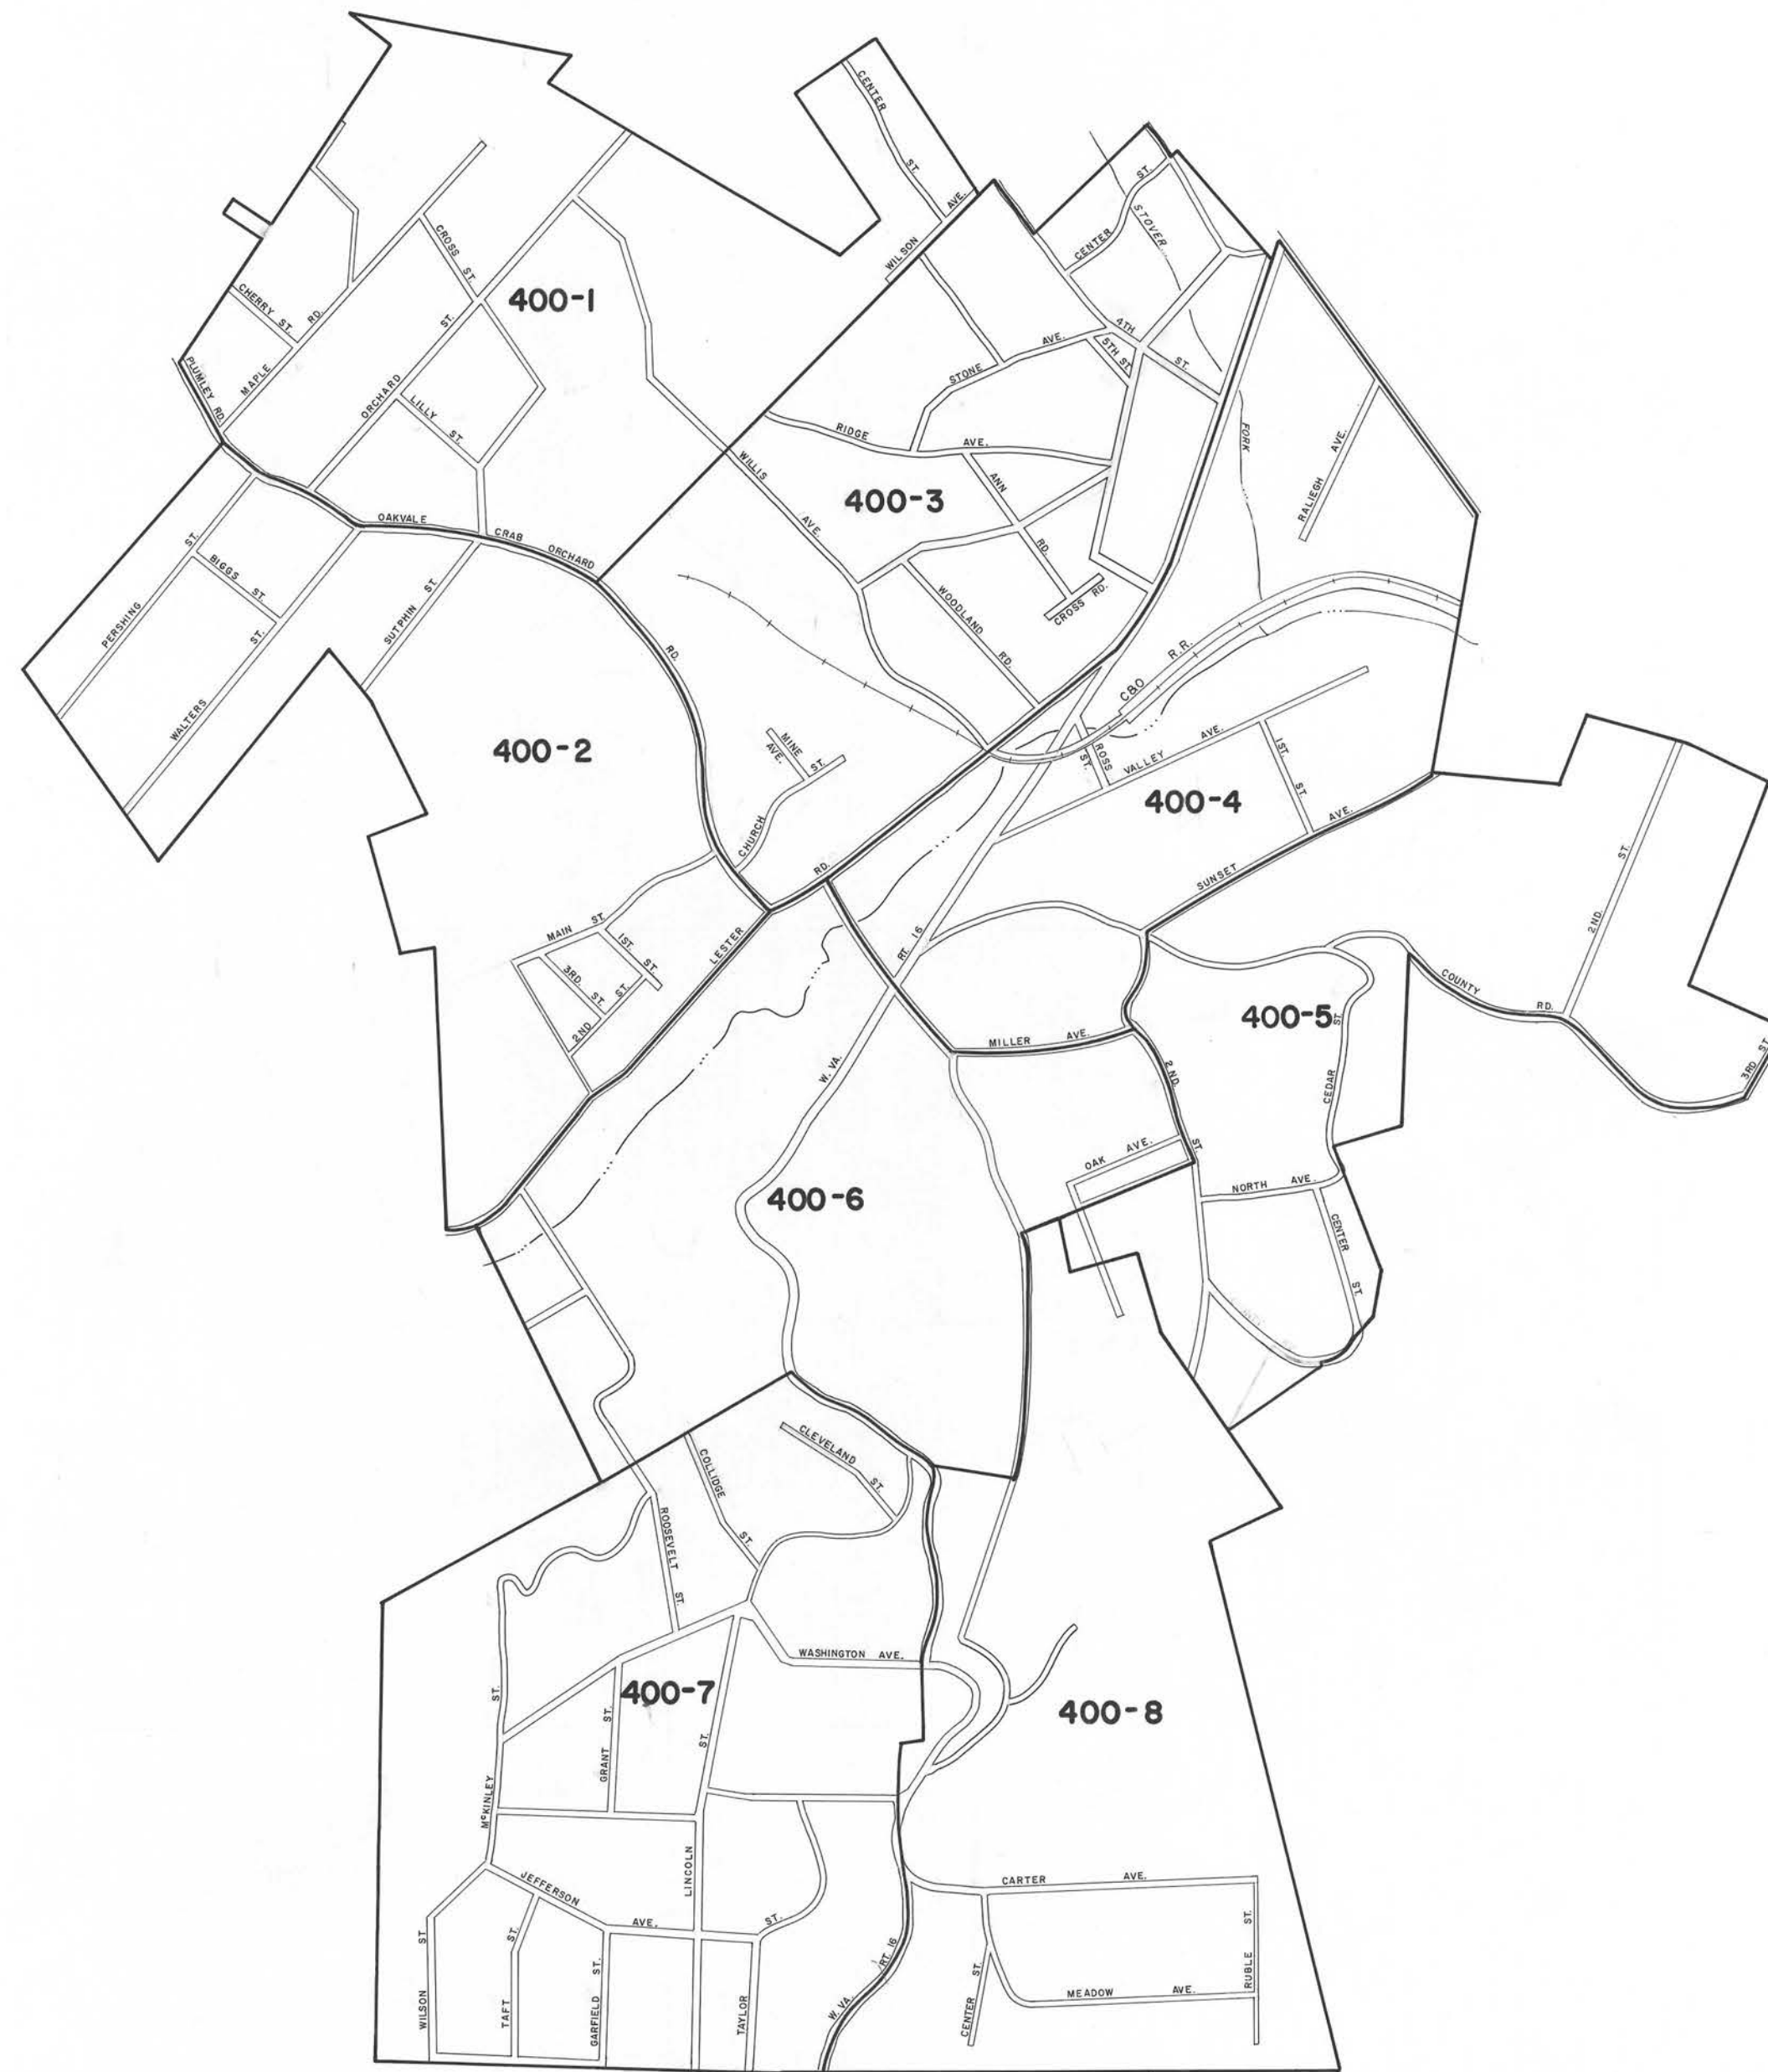 CENTER ST.
WILSON AVE.
CENTER ST.
STOVER FORK
400-1
CROSS ST.
CHERRY ST.
MAPLE RD.
ORCHARD ST.
LILLY ST.
PLUMLEY RD.
4TH ST.
5TH ST.
STONE AVE.
RIDGE AVE.
ANN RD.
WILLIS AVE.
400-3
CROSS RD.
WOODLAND RD.
RALIEGH AVE.
OAKVALE CRAB ORCHARD RD.
PERSHING ST.
BIGGS ST.
WALTERS ST.
SUTPHIN ST.
400-2
C&O R.R.
ROSS ST.
VALLEY AVE.
1ST ST.
400-4
SUNSET AVE.
MINE AVE.
CHURCH ST.
MAIN ST.
1ST. ST.
3RD. ST.
2ND ST.
LESTER RD.
RT. 16
W. VA.
2ND. ST.
COUNTY RD.
3RD ST.
400-5
CEDAR ST
MILLER AVE.
2ND ST.
OAK AVE.
NORTH AVE.
CENTER ST.
400-6
CLEVELAND ST.
COLLIDGE ST.
ROOSEVELT ST.
WASHINGTON AVE.
400-7
400-8
GRANT ST.
McKINLEY ST.
LINCOLN ST.
JEFFERSON AVE.
WILSON ST
TAFT ST.
GARFIELD ST.
TAYLOR ST.
W. VA. RT. 16
CARTER AVE.
RUBLE ST.
MEADOW AVE.
CENTER ST.